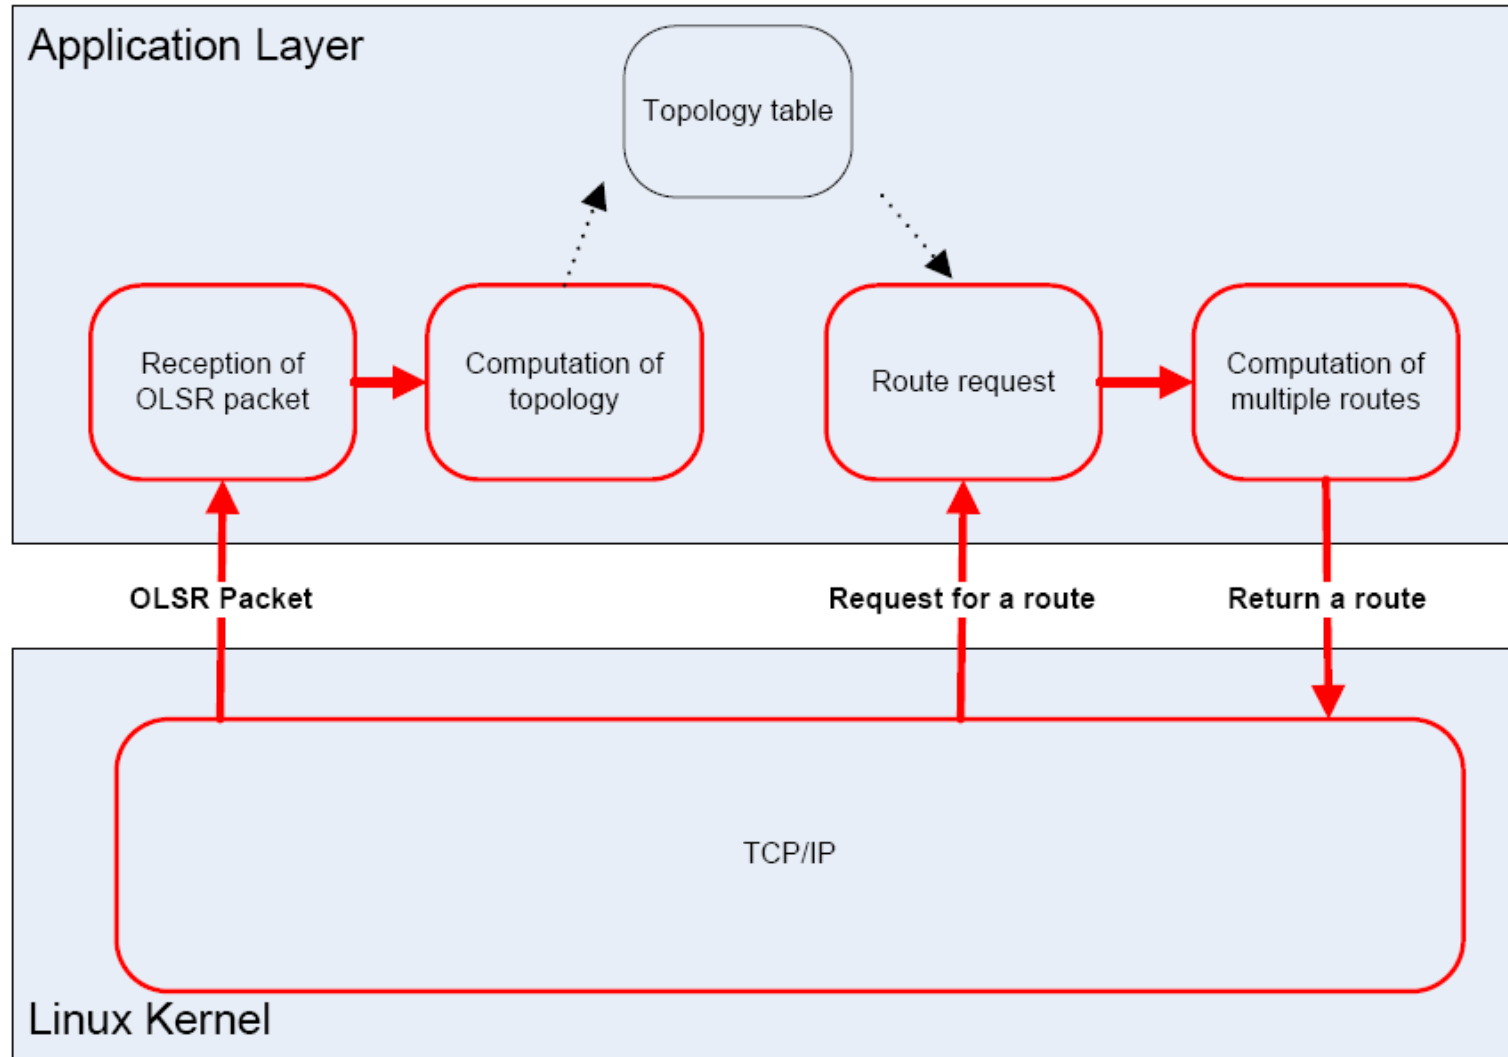 Application Layer
Topology table
Reception of
OLSR packet
Computation of
topology
Route request
Computation of
multiple routes
OLSR Packet
Request for a route
Return a route
TCP/IP
Linux Kernel